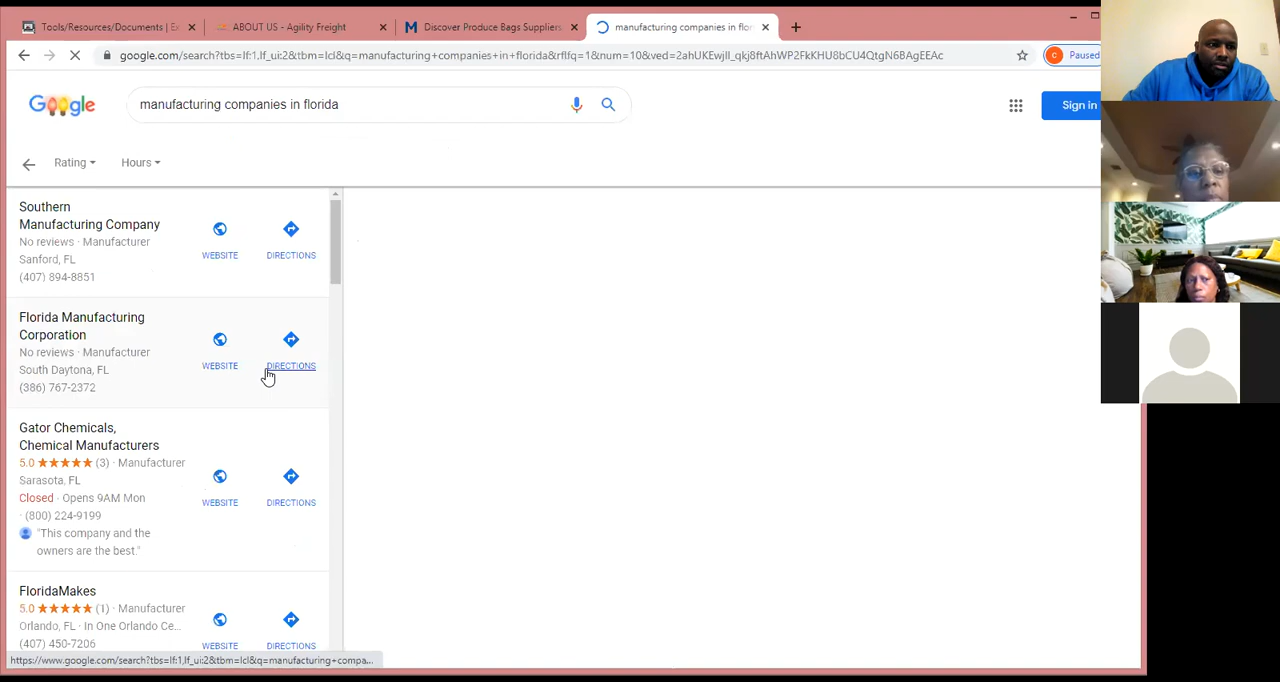 Tools/Resources/Documents | Ex
ABOUT US - Agility Freight
Discover Produce Bags Suppliers
manufacturing companies in flor
google.com/search?tbs=lf:1,lf_ui:2&tbm=lcl&q=manufacturing+companies+in+florida&rflfq=1&num=10&ved=2ahUKEwjIl_qkj8ftAhWP2FkKHU8bCU4QtgN6BAgEEAc
C
Paused
Google
manufacturing companies in florida
Sign in
Rating
Hours
Southern
Manufacturing Company
No reviews · Manufacturer
Sanford, FL
(407) 894-8851
WEBSITE
DIRECTIONS
Florida Manufacturing
Corporation
No reviews · Manufacturer
South Daytona, FL
(386) 767-2372
WEBSITE
DIRECTIONS
Gator Chemicals,
Chemical Manufacturers
5.0 ★★★★★ (3) · Manufacturer
Sarasota, FL
Closed · Opens 9AM Mon
· (800) 224-9199
"This company and the
owners are the best."
WEBSITE
DIRECTIONS
FloridaMakes
5.0 ★★★★★ (1) · Manufacturer
Orlando, FL · In One Orlando Ce...
(407) 450-7206
WEBSITE
DIRECTIONS
https://www.google.com/search?tbs=lf:1,lf_ui:2&tbm=lcl&q=manufacturing+compa...